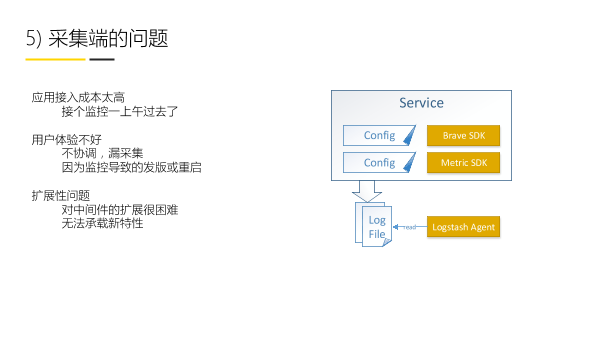 5) 采集端的问题
应用接入成本太高
接个监控一上午过去了
用户体验不好
不协调，漏采集
因为监控导致的发版或重启
扩展性问题
对中间件的扩展很困难
无法承载新特性
Service
Config
Brave SDK
Config
Metric SDK
Log
File
read
Logstash Agent